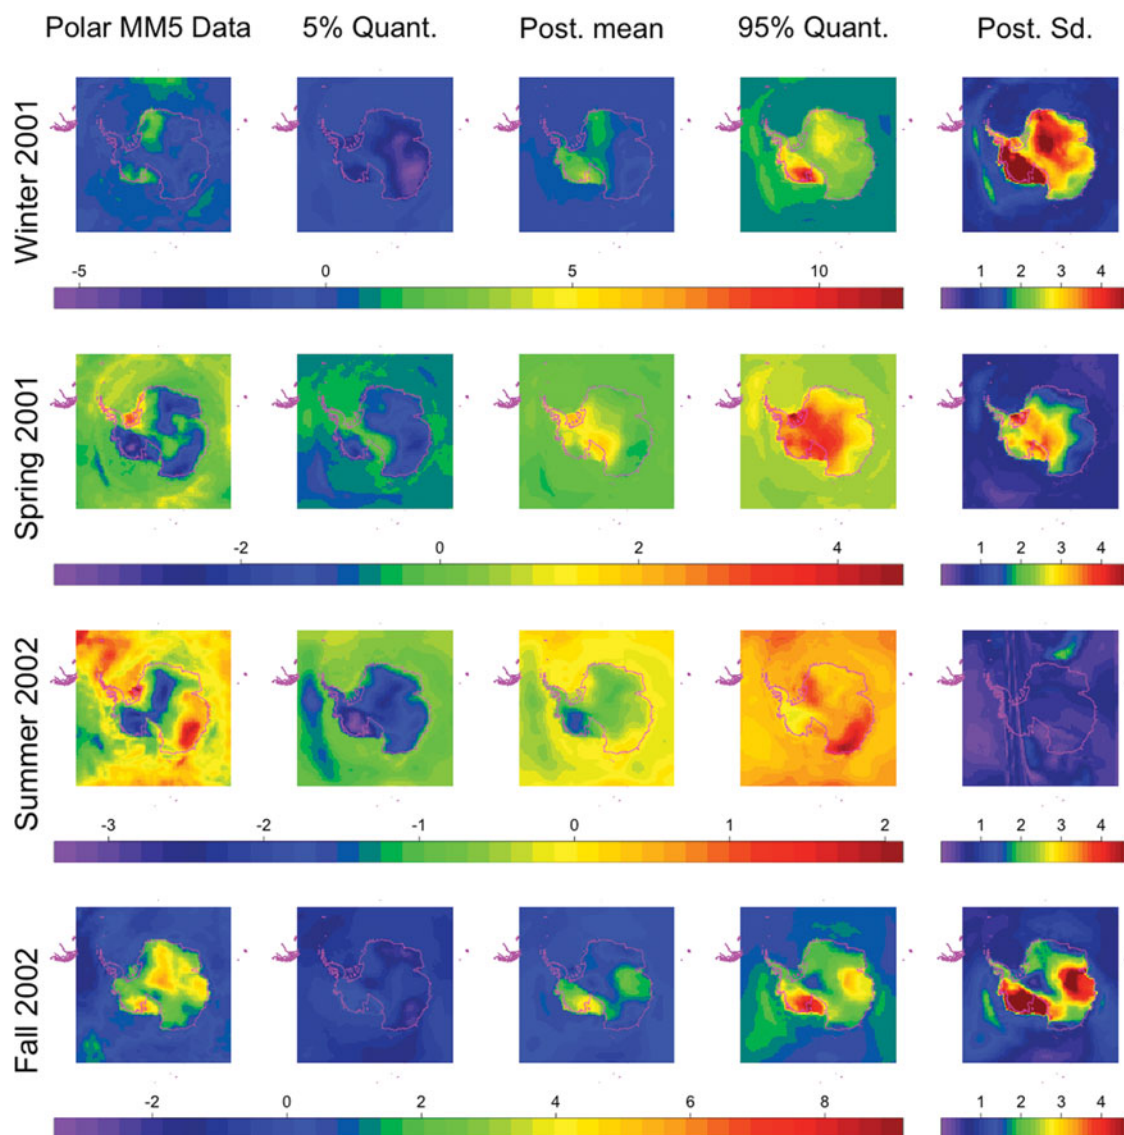 Polar MM5 Data 5% Quant. Post. mean 95% Quant. Post. Sd.
Winter 2001
-5 0 5 10 1 2 3 4
Spring 2001
-2 0 2 4 1 2 3 4
Summer 2002
-3 -2 -1 0 1 2 1 2 3 4
Fall 2002
-2 0 2 4 6 8 1 2 3 4